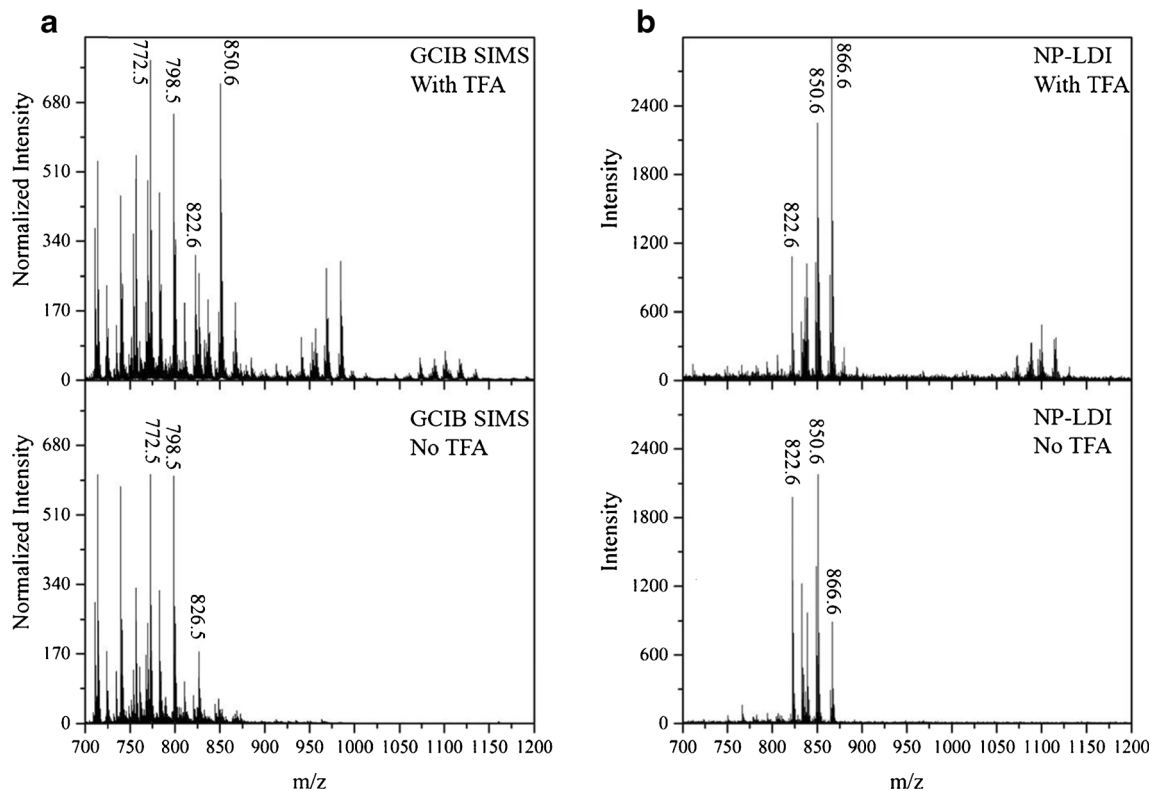 a
GCIB SIMS
With TFA
772.5
798.5
822.6
850.6
Normalized Intensity
680
510
340
170
0
GCIB SIMS
No TFA
772.5
798.5
826.5
Normalized Intensity
680
510
340
170
0
700 750 800 850 900 950 1000 1050 1100 1150 1200
m/z
b
NP-LDI
With TFA
822.6
850.6
866.6
Intensity
2400
1800
1200
600
0
NP-LDI
No TFA
822.6
850.6
866.6
Intensity
2400
1800
1200
600
0
700 750 800 850 900 950 1000 1050 1100 1150 1200
m/z